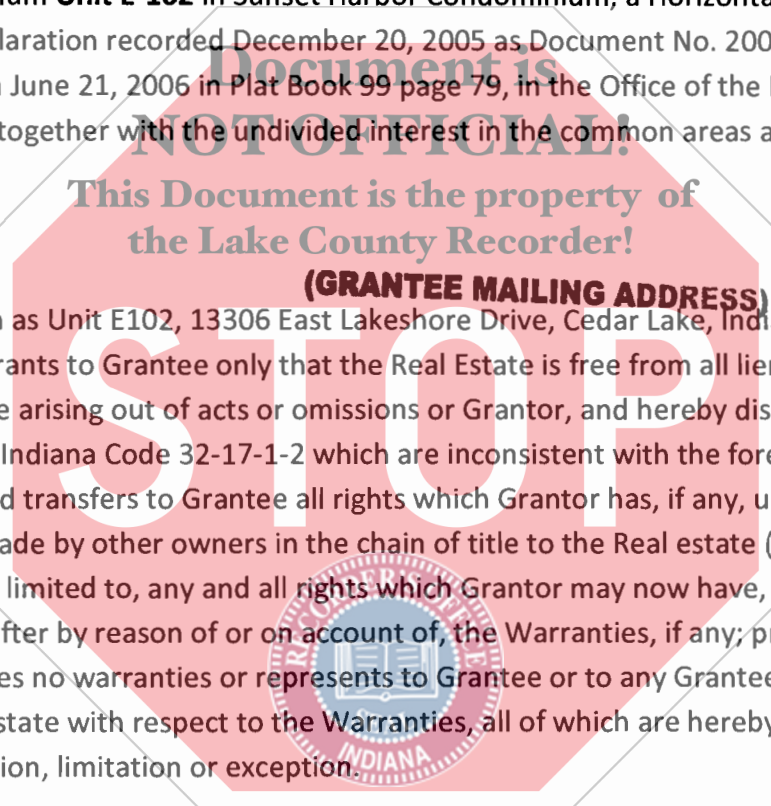 Unit E-102 in Sunset Harbor Condominium, a Horizonta
laration recorded December 20, 2005 as Document No. 200
June 21, 2006 in Plat Book 99 page 79, in the Office of the
together with the undivided interest in the common areas a
Document is
NOT OFFICIAL!
This Document is the property of
the Lake County Recorder!
(GRANTEE MAILING ADDRESS)
as Unit E102, 13306 East Lakeshore Drive, Cedar Lake, Indi
rants to Grantee only that the Real Estate is free from all lie
e arising out of acts or omissions or Grantor, and hereby dis
Indiana Code 32-17-1-2 which are inconsistent with the fore
d transfers to Grantee all rights which Grantor has, if any, u
ade by other owners in the chain of title to the Real estate (
limited to, any and all rights which Grantor may now have,
fter by reason of or on account of, the Warranties, if any; p
es no warranties or represents to Grantee or to any Grantee
state with respect to the Warranties, all of which are hereby
ion, limitation or exception.
STOP
RECORDER'S OFFICE
INDIANA